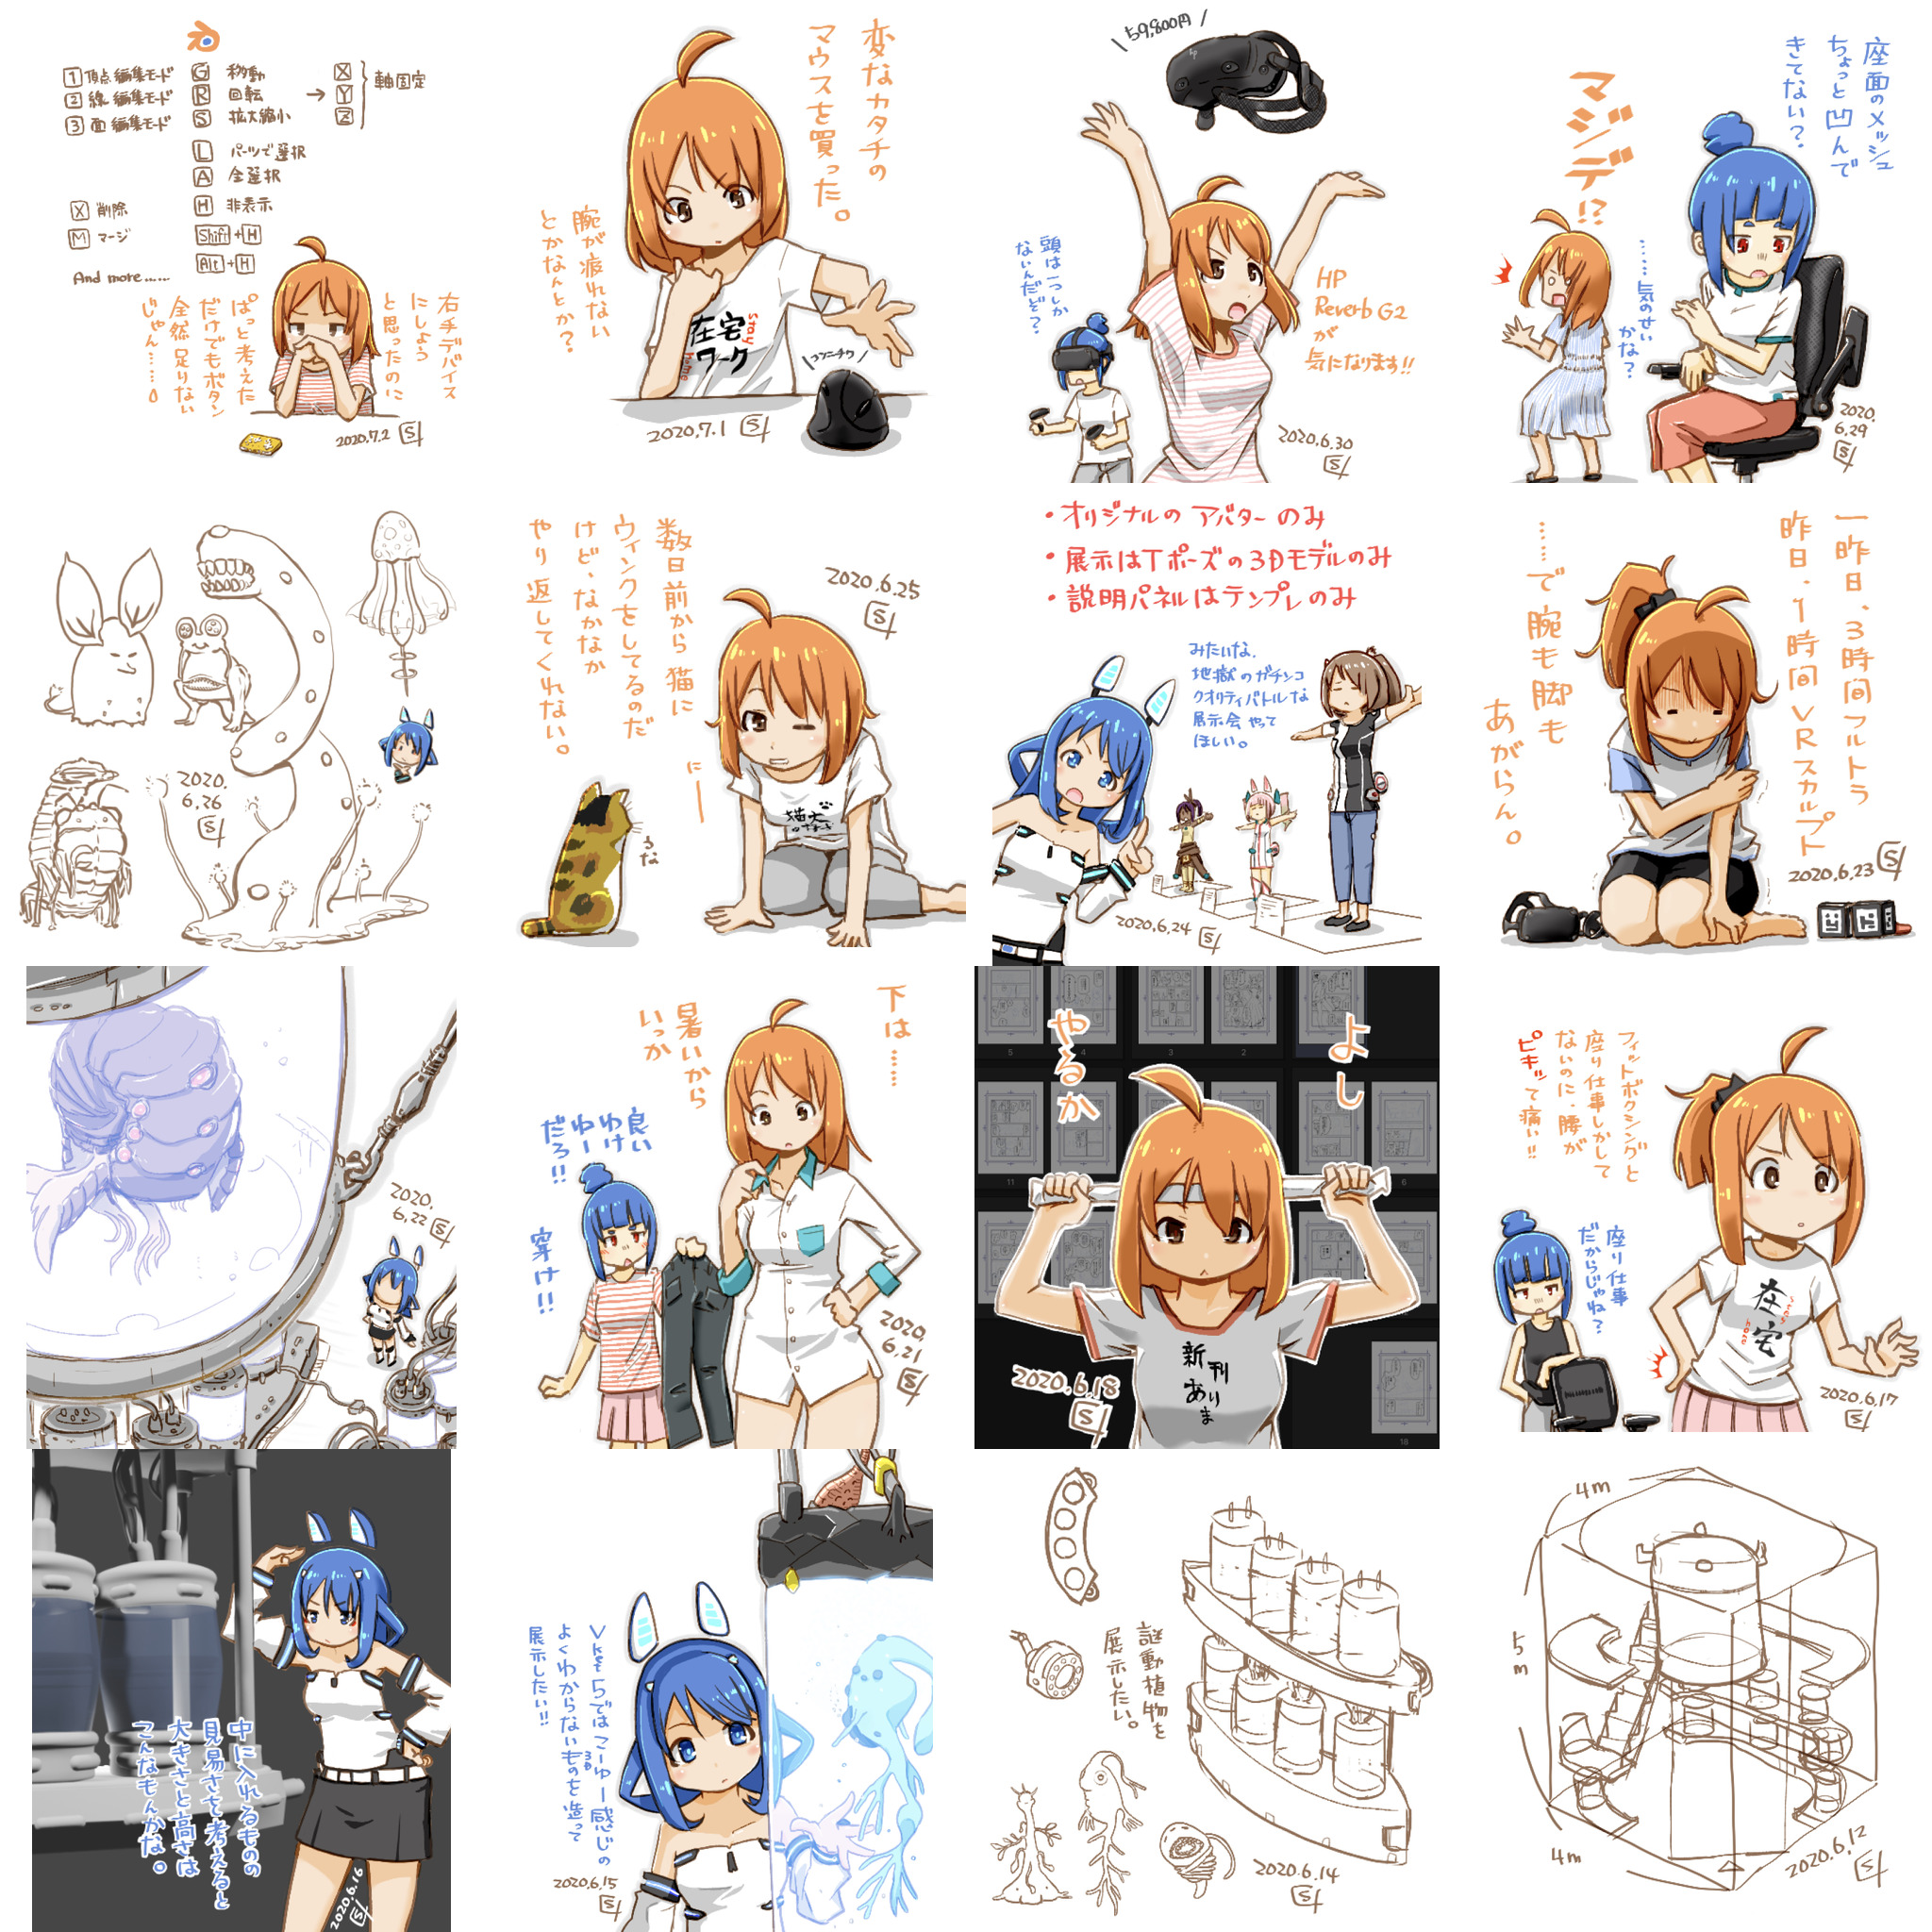 1 頂点編集モード
2 線編集モード
3 面編集モード
G 移動
R 回転
S 拡大縮小
→
X
Y
Z
軸固定
L パーツで選択
A 全選択
H 非表示
Shift+H
Alt+H
X 削除
M マージ
And more……
右手デバイス
にしよう
と思ったのに
ぱっと考えた
だけでもボタン
全然足りない
じゃん……。
2020.7.2
変なカタチの
マウスを買った。
腕が疲れない
とかなんとか?
在宅
ワーク
Stay
home
\コンニチワ/
2020.7.1
\59,800円/
hp
頭は一つしか
ないんだぞ?
HP
Reverb G2
が
気になります!!
2020.6.30
座面のメッシュ
ちょっと凹んで
きてない?
マジデ!?
……気のせい
かな?
2020.
6.29
2020.
6.26
数日前から猫に
ウィンクをしてるのだ
けど、なかなか
やり返してくれない。
にー
るな
猫犬
2020.6.25
・オリジナルのアバターのみ
・展示はTポーズの3Dモデルのみ
・説明パネルはテンプレのみ
みたいな、
地獄のガチンコ
クオリティバトルな
展示会やって
ほしい。
2020.6.24
一昨日、3時間フルトラ
昨日、1時間VRスカルプト
……で腕も脚も
あがらん。
2020.6.23
2020.
6.22
下は……
暑いから
いっか
良い
わけ
ねー
だろ!!
穿け!!
2020.
6.21
よし
やるか
5
4
3
2
11
6
18
新刊
ありま
2020.6.18
フィットボクシングと
座り仕事しかして
ないのに、腰が
ピキッて痛い!!
座り仕事
だからじゃね?
在宅
Stay
home
2020.6.17
中に入れるものの
見易さで考えると
大きさと高さは
こんなもんかな。
2020.6.16
Vket5ではこーゆー感じの
よくわからないものを造って
展示したい!!
2020.6.15
謎動植物を
展示したい。
2020.6.14
4m
5m
4m
2020.6.12